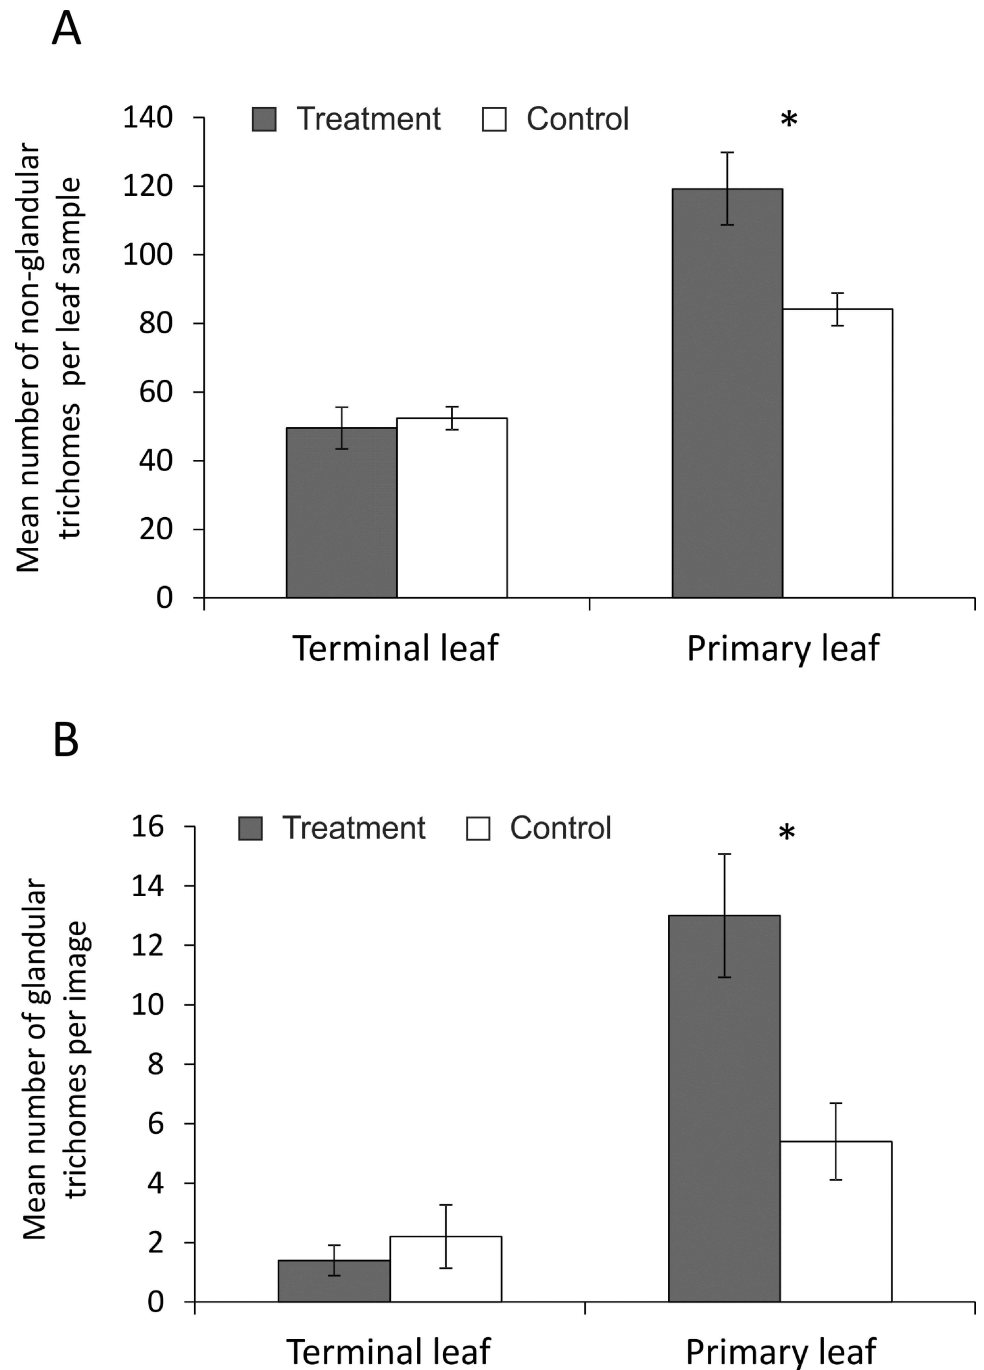 A
Treatment Control *
140
120
100
80
60
40
20
0
Mean number of non-glandular
trichomes per leaf sample
Terminal leaf Primary leaf
B
Treatment Control *
16
14
12
10
8
6
4
2
0
Mean number of glandular
trichomes per image
Terminal leaf Primary leaf